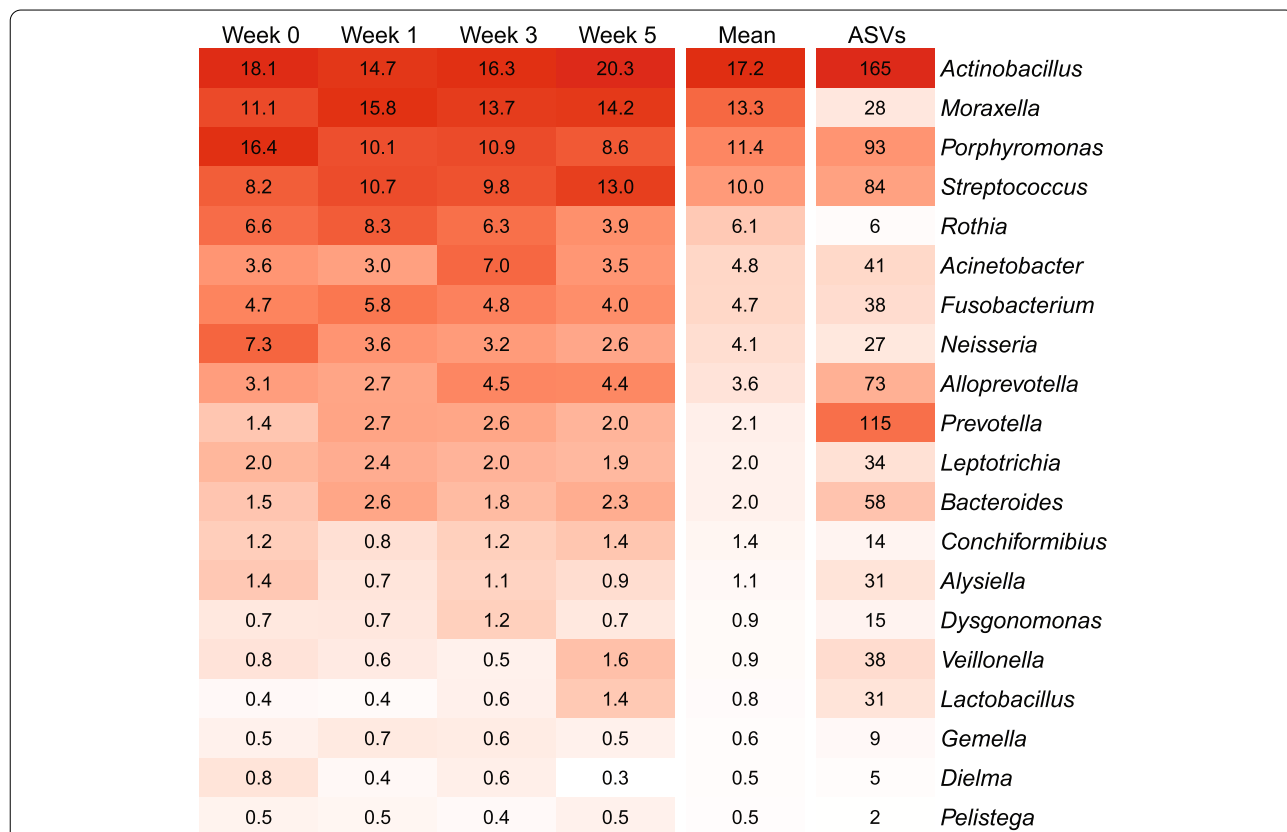 Week 0 Week 1 Week 3 Week 5 Mean ASVs
18.1 14.7 16.3 20.3 17.2 165 Actinobacillus
11.1 15.8 13.7 14.2 13.3 28 Moraxella
16.4 10.1 10.9 8.6 11.4 93 Porphyromonas
8.2 10.7 9.8 13.0 10.0 84 Streptococcus
6.6 8.3 6.3 3.9 6.1 6 Rothia
3.6 3.0 7.0 3.5 4.8 41 Acinetobacter
4.7 5.8 4.8 4.0 4.7 38 Fusobacterium
7.3 3.6 3.2 2.6 4.1 27 Neisseria
3.1 2.7 4.5 4.4 3.6 73 Alloprevotella
1.4 2.7 2.6 2.0 2.1 115 Prevotella
2.0 2.4 2.0 1.9 2.0 34 Leptotrichia
1.5 2.6 1.8 2.3 2.0 58 Bacteroides
1.2 0.8 1.2 1.4 1.4 14 Conchiformibius
1.4 0.7 1.1 0.9 1.1 31 Alysiella
0.7 0.7 1.2 0.7 0.9 15 Dysgonomonas
0.8 0.6 0.5 1.6 0.9 38 Veillonella
0.4 0.4 0.6 1.4 0.8 31 Lactobacillus
0.5 0.7 0.6 0.5 0.6 9 Gemella
0.8 0.4 0.6 0.3 0.5 5 Dielma
0.5 0.5 0.4 0.5 0.5 2 Pelistega